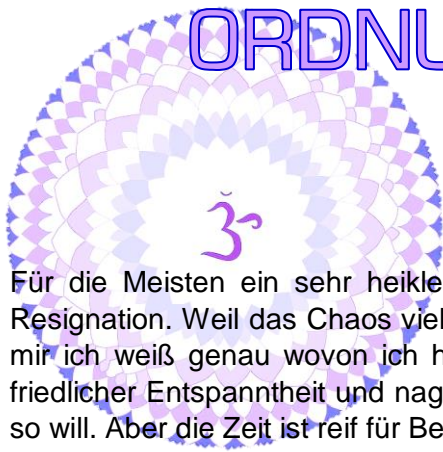 ORDNU
Für die Meisten ein sehr heikle
Resignation. Weil das Chaos viel
mir ich weiß genau wovon ich h
friedlicher Entspanntheit und nag
so will. Aber die Zeit ist reif für Be